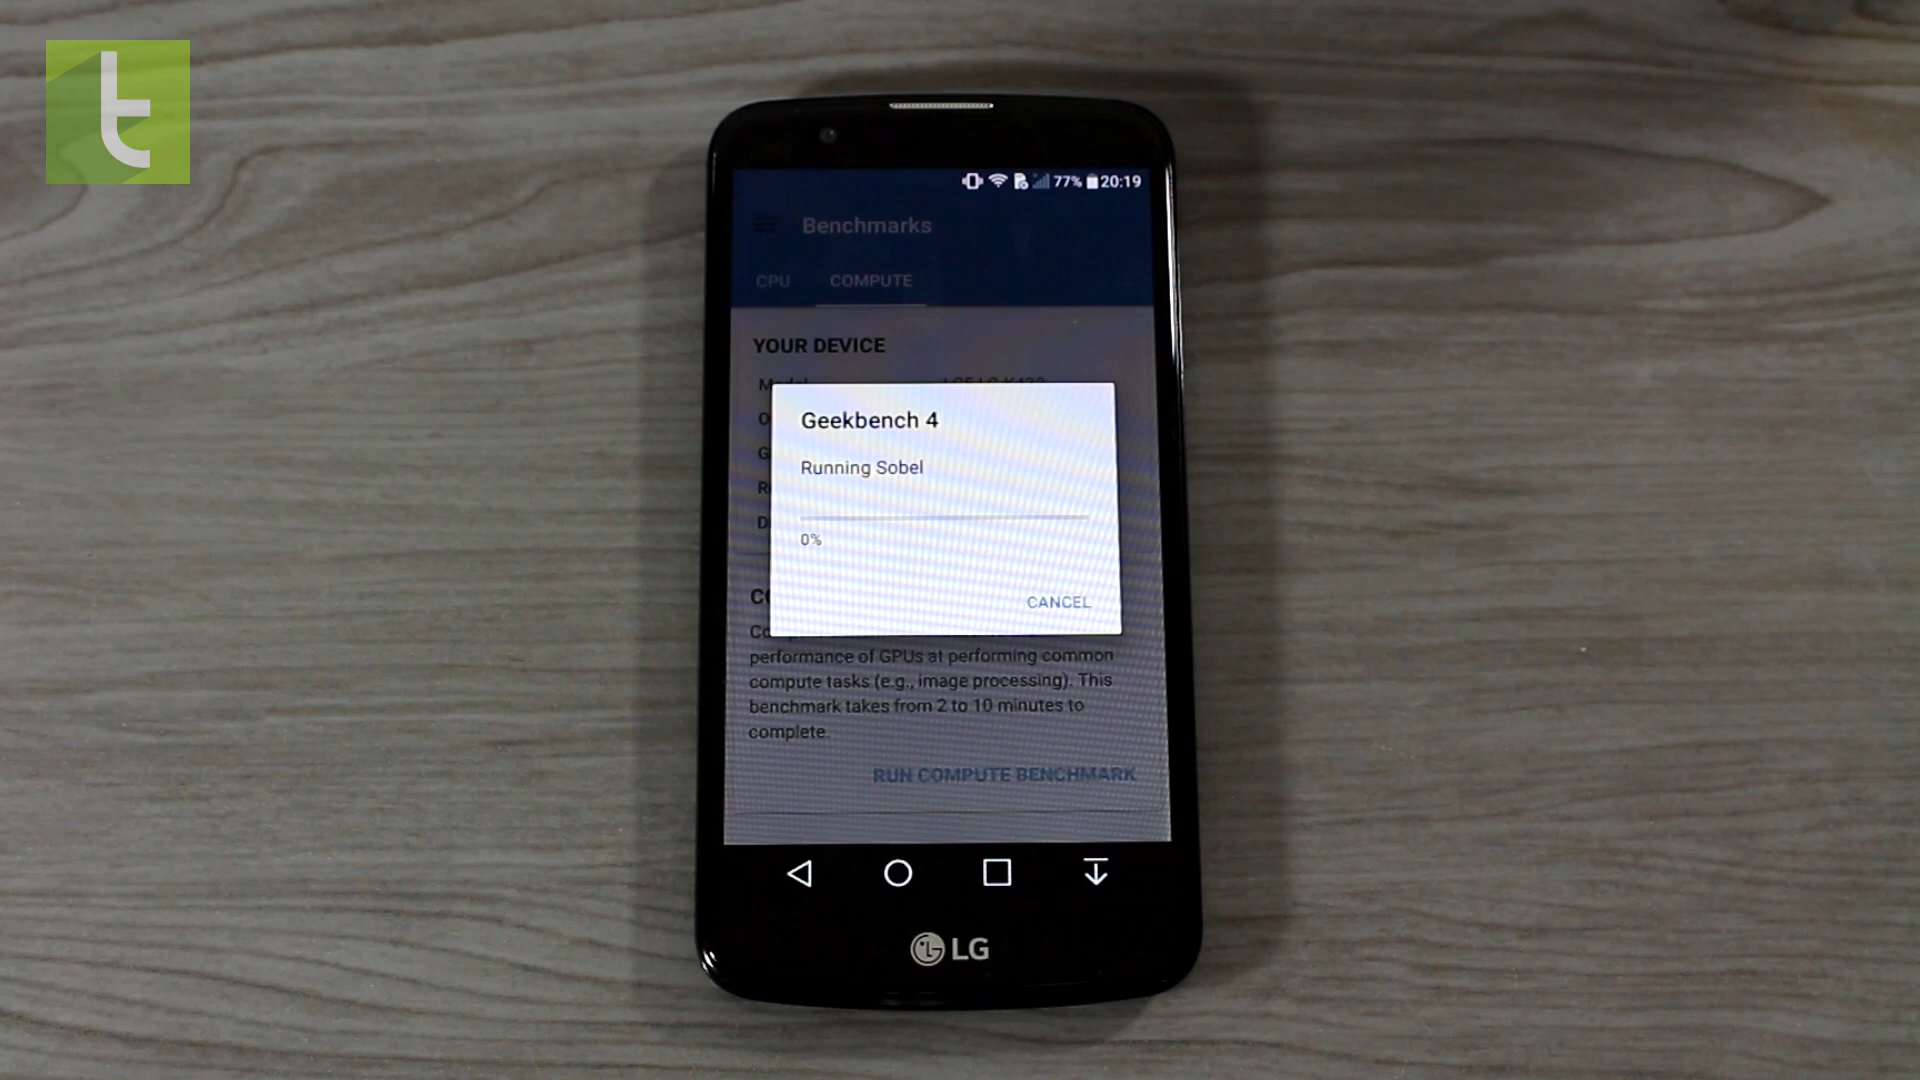 t
77% 20:19
Benchmarks
CPU COMPUTE
YOUR DEVICE
Geekbench 4
Running Sobel
0%
CANCEL
performance of GPUs at performing common
compute tasks (e.g., image processing). This
benchmark takes from 2 to 10 minutes to
complete.
RUN COMPUTE BENCHMARK
LG